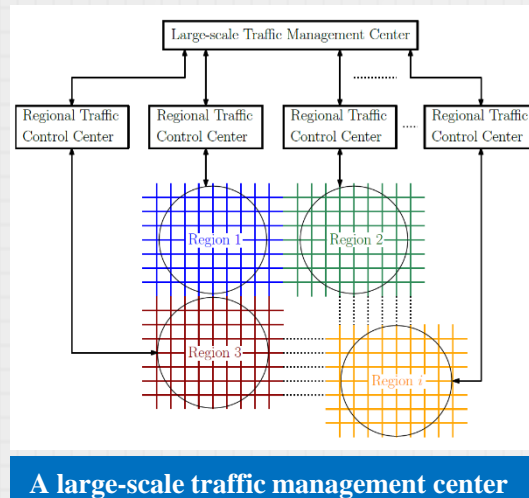 Large-scale Traffic Management Center
Regional Traffic
Control Center
Regional Traffic
Control Center
Regional Traffic
Control Center
Regional Traffic
Control Center
Region 1
Region 2
Region 3
Region i
A large-scale traffic management center